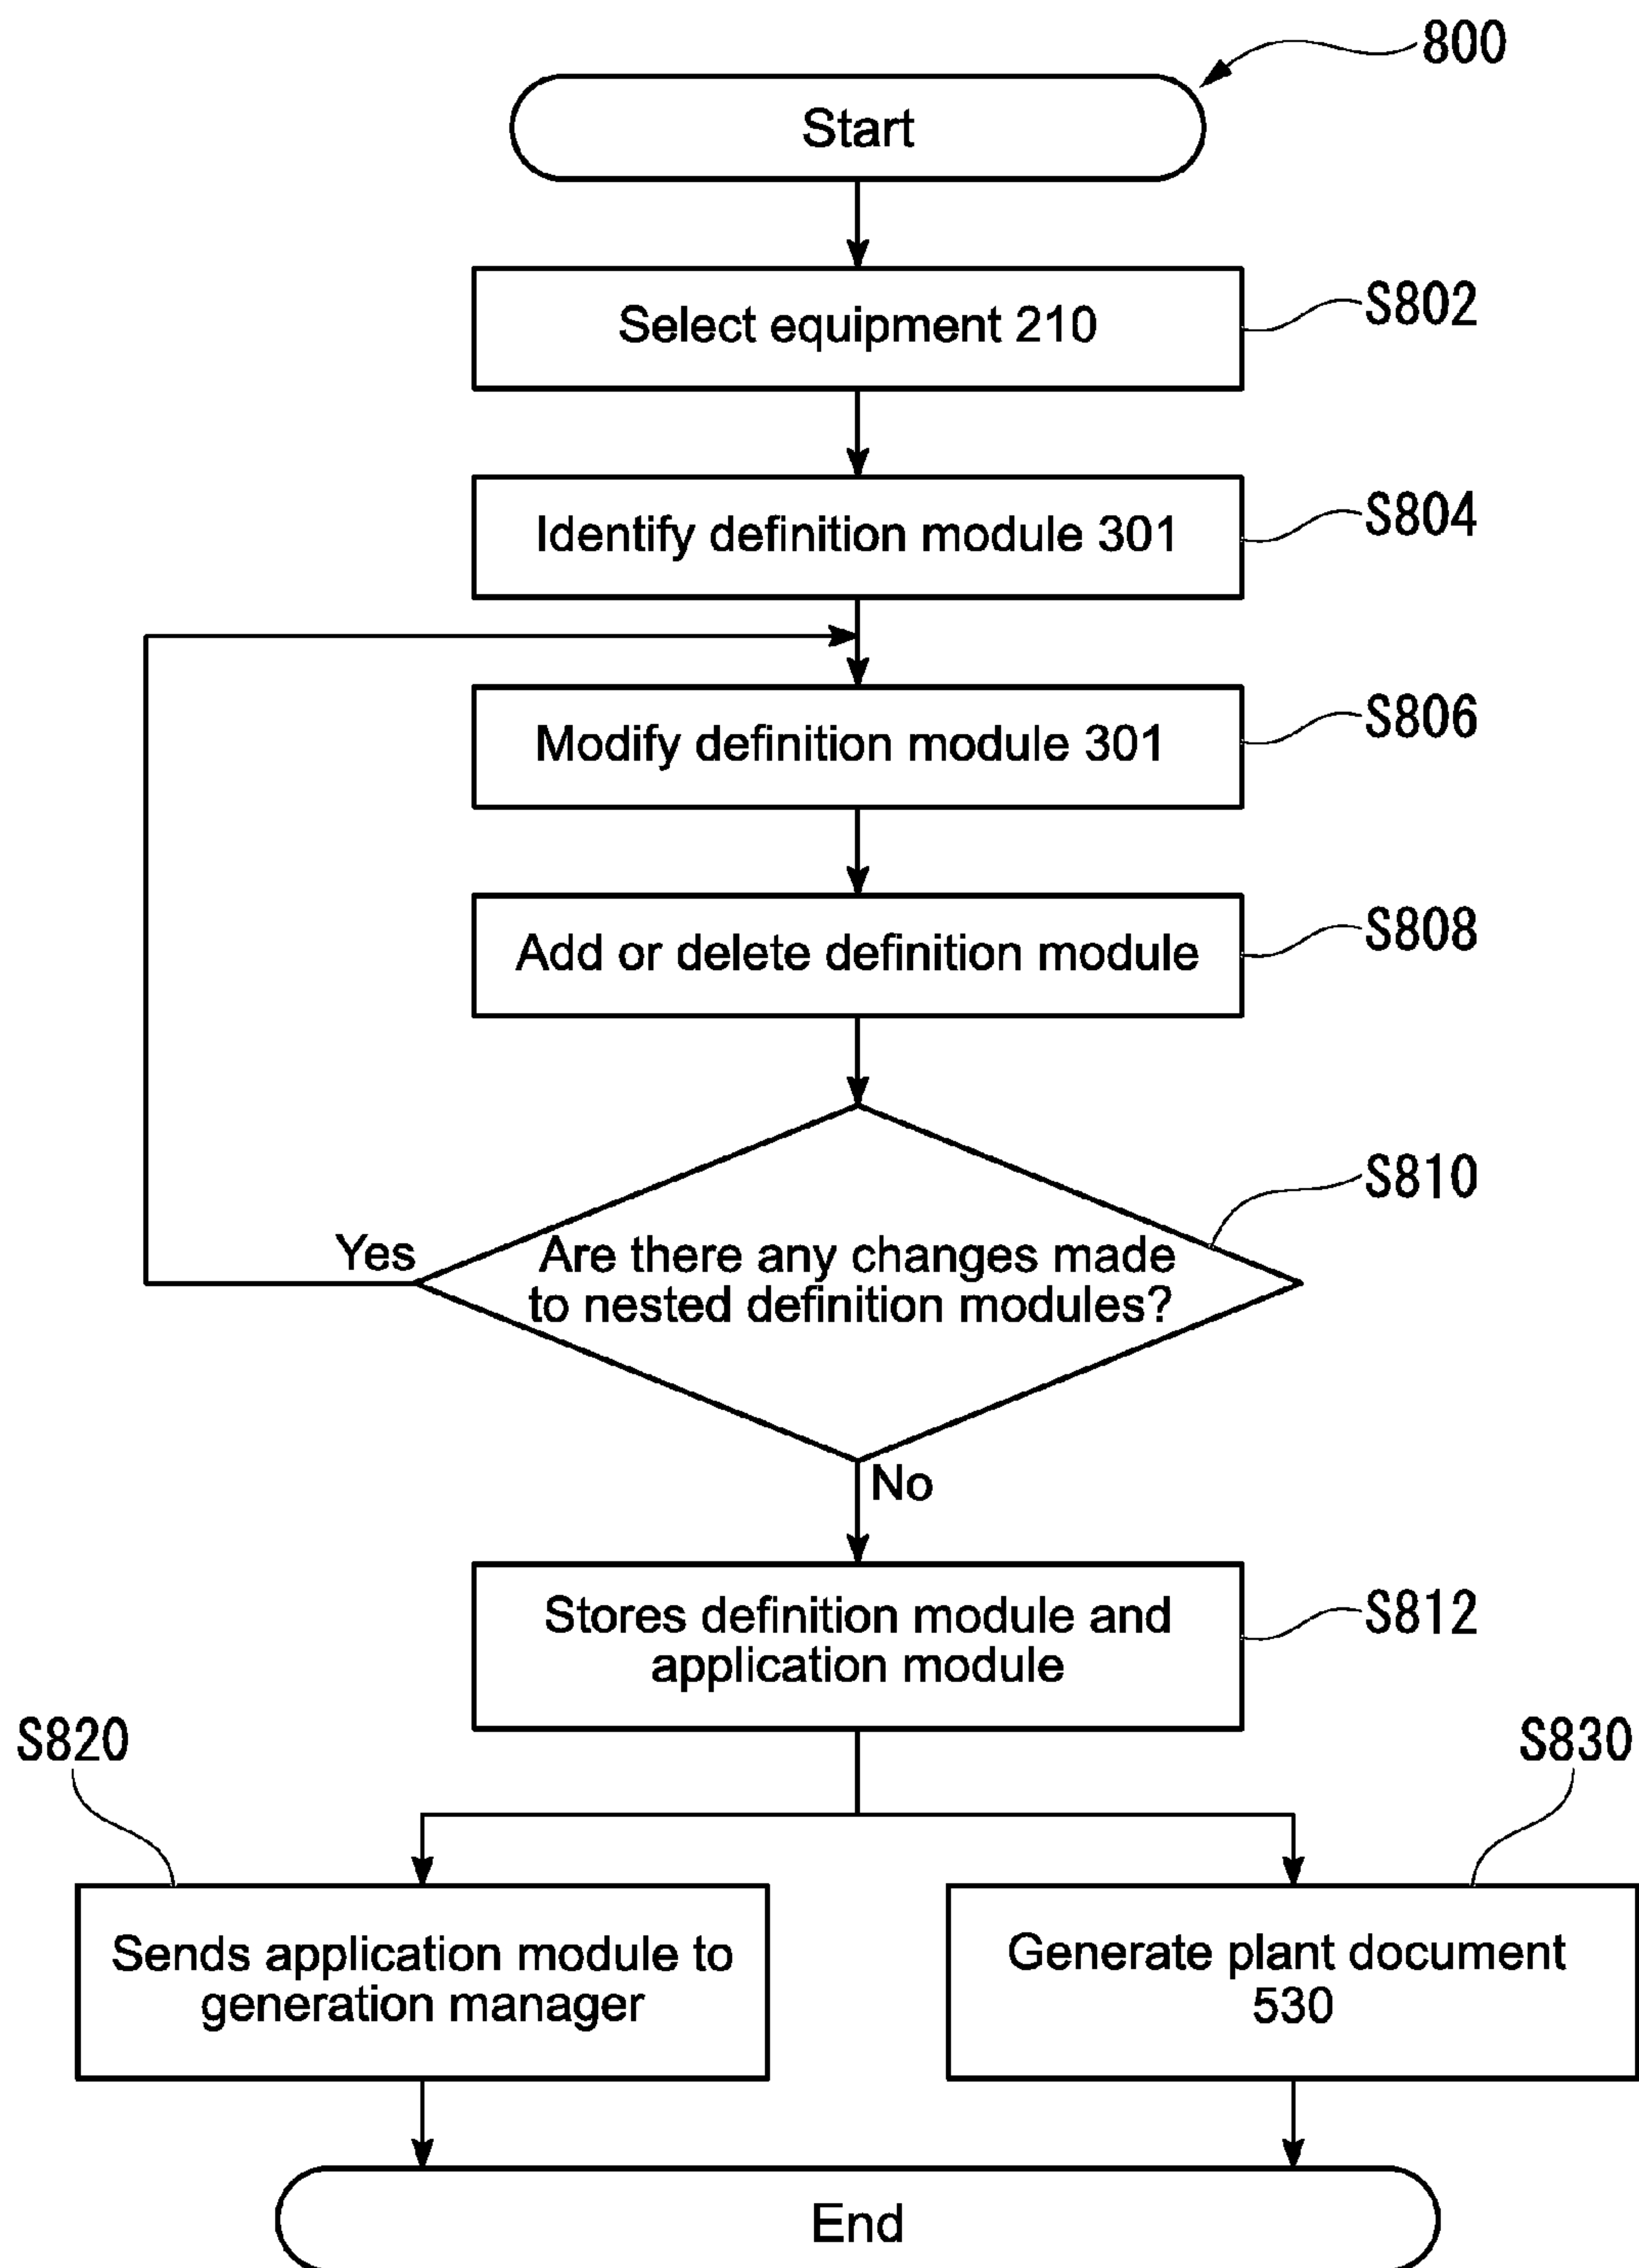 800
Start
Select equipment 210
S802
Identify definition module 301
S804
Modify definition module 301
S806
Add or delete definition module
S808
S810
Yes
Are there any changes made
to nested definition modules?
No
Stores definition module and
application module
S812
S820
S830
Sends application module to
generation manager
Generate plant document
530
End